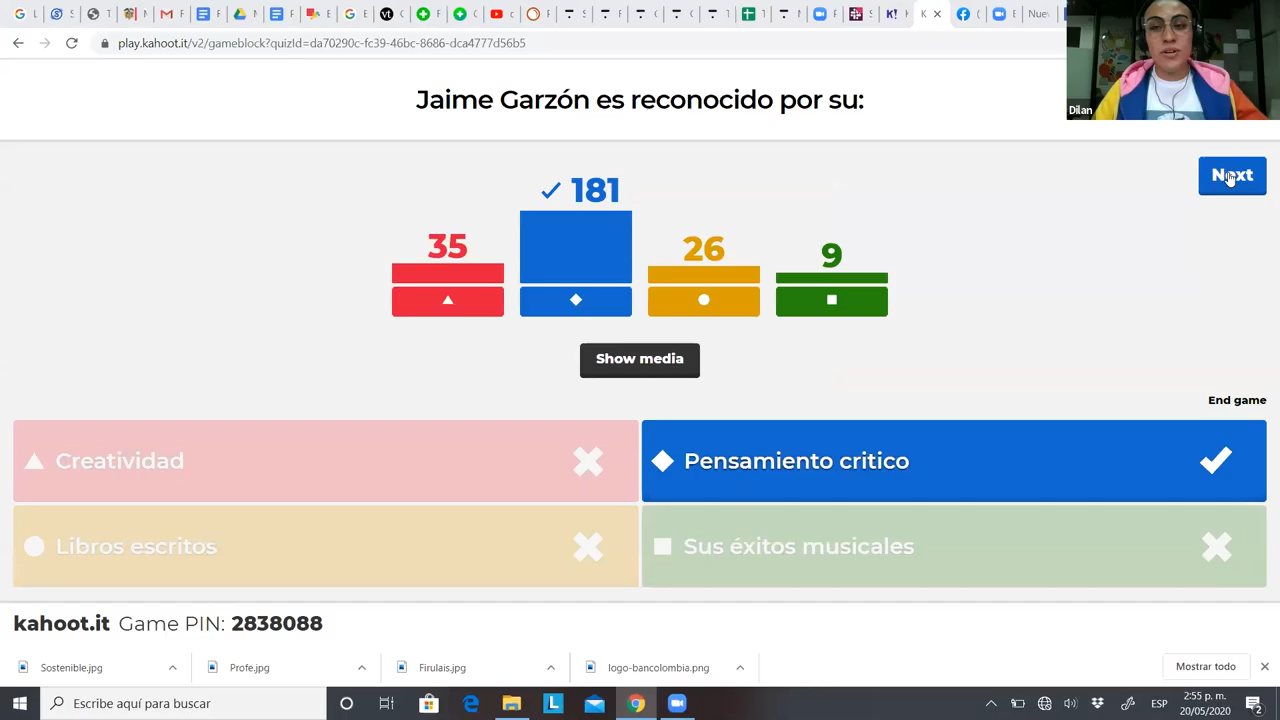 play.kahoot.it/v2/gameblock?quizId=da70290c-fc39-46bc-8686-dca4777d56b5
Dilan
Jaime Garzón es reconocido por su:
Next
35
181
26
9
Show media
End game
Creatividad
Pensamiento critico
Libros escritos
Sus éxitos musicales
kahoot.it Game PIN: 2838088
Sostenible.jpg
Profe.jpg
Firulais.jpg
logo-bancolombia.png
Mostrar todo
Escribe aquí para buscar
ESP
2:55 p. m.
20/05/2020
2